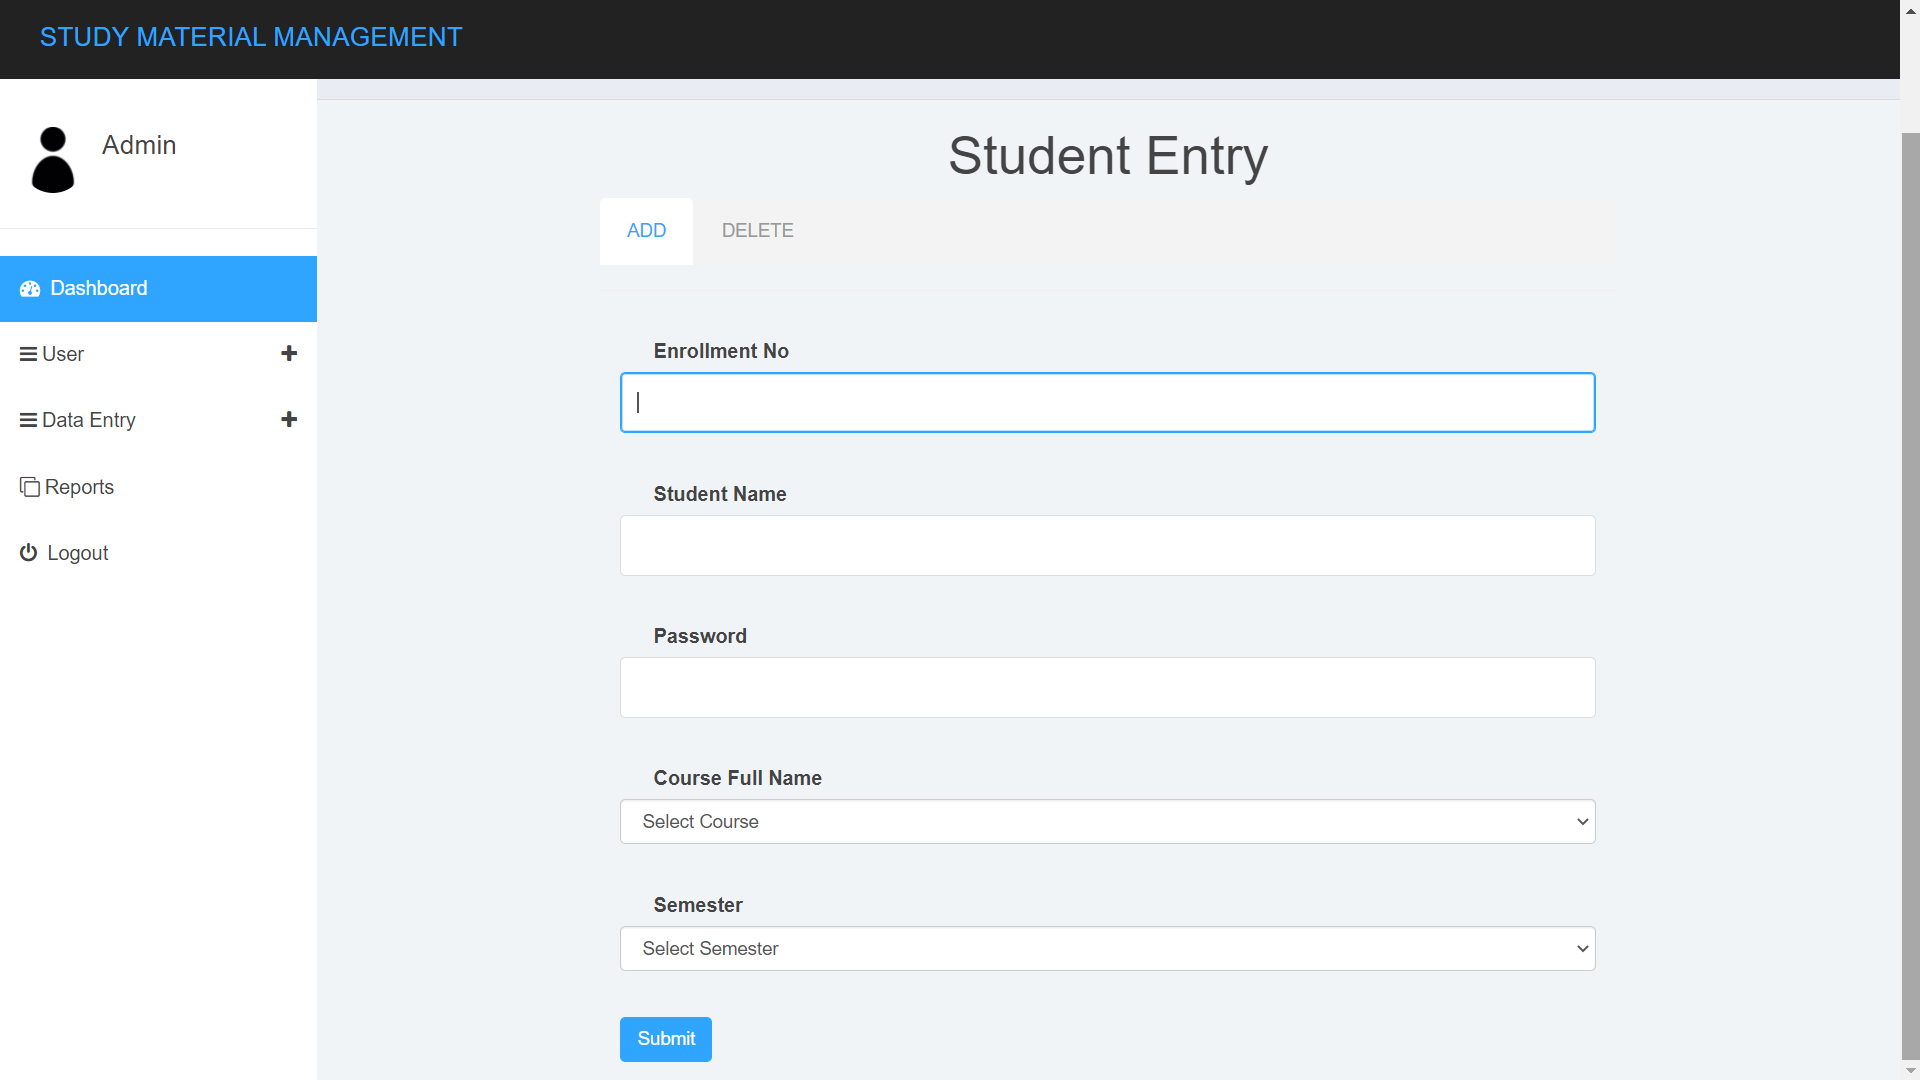 STUDY MATERIAL MANAGEMENT
Admin
Dashboard
User
Data Entry
Reports
Logout
Student Entry
ADD DELETE
Enrollment No
Student Name
Password
Course Full Name
Select Course
Semester
Select Semester
Submit